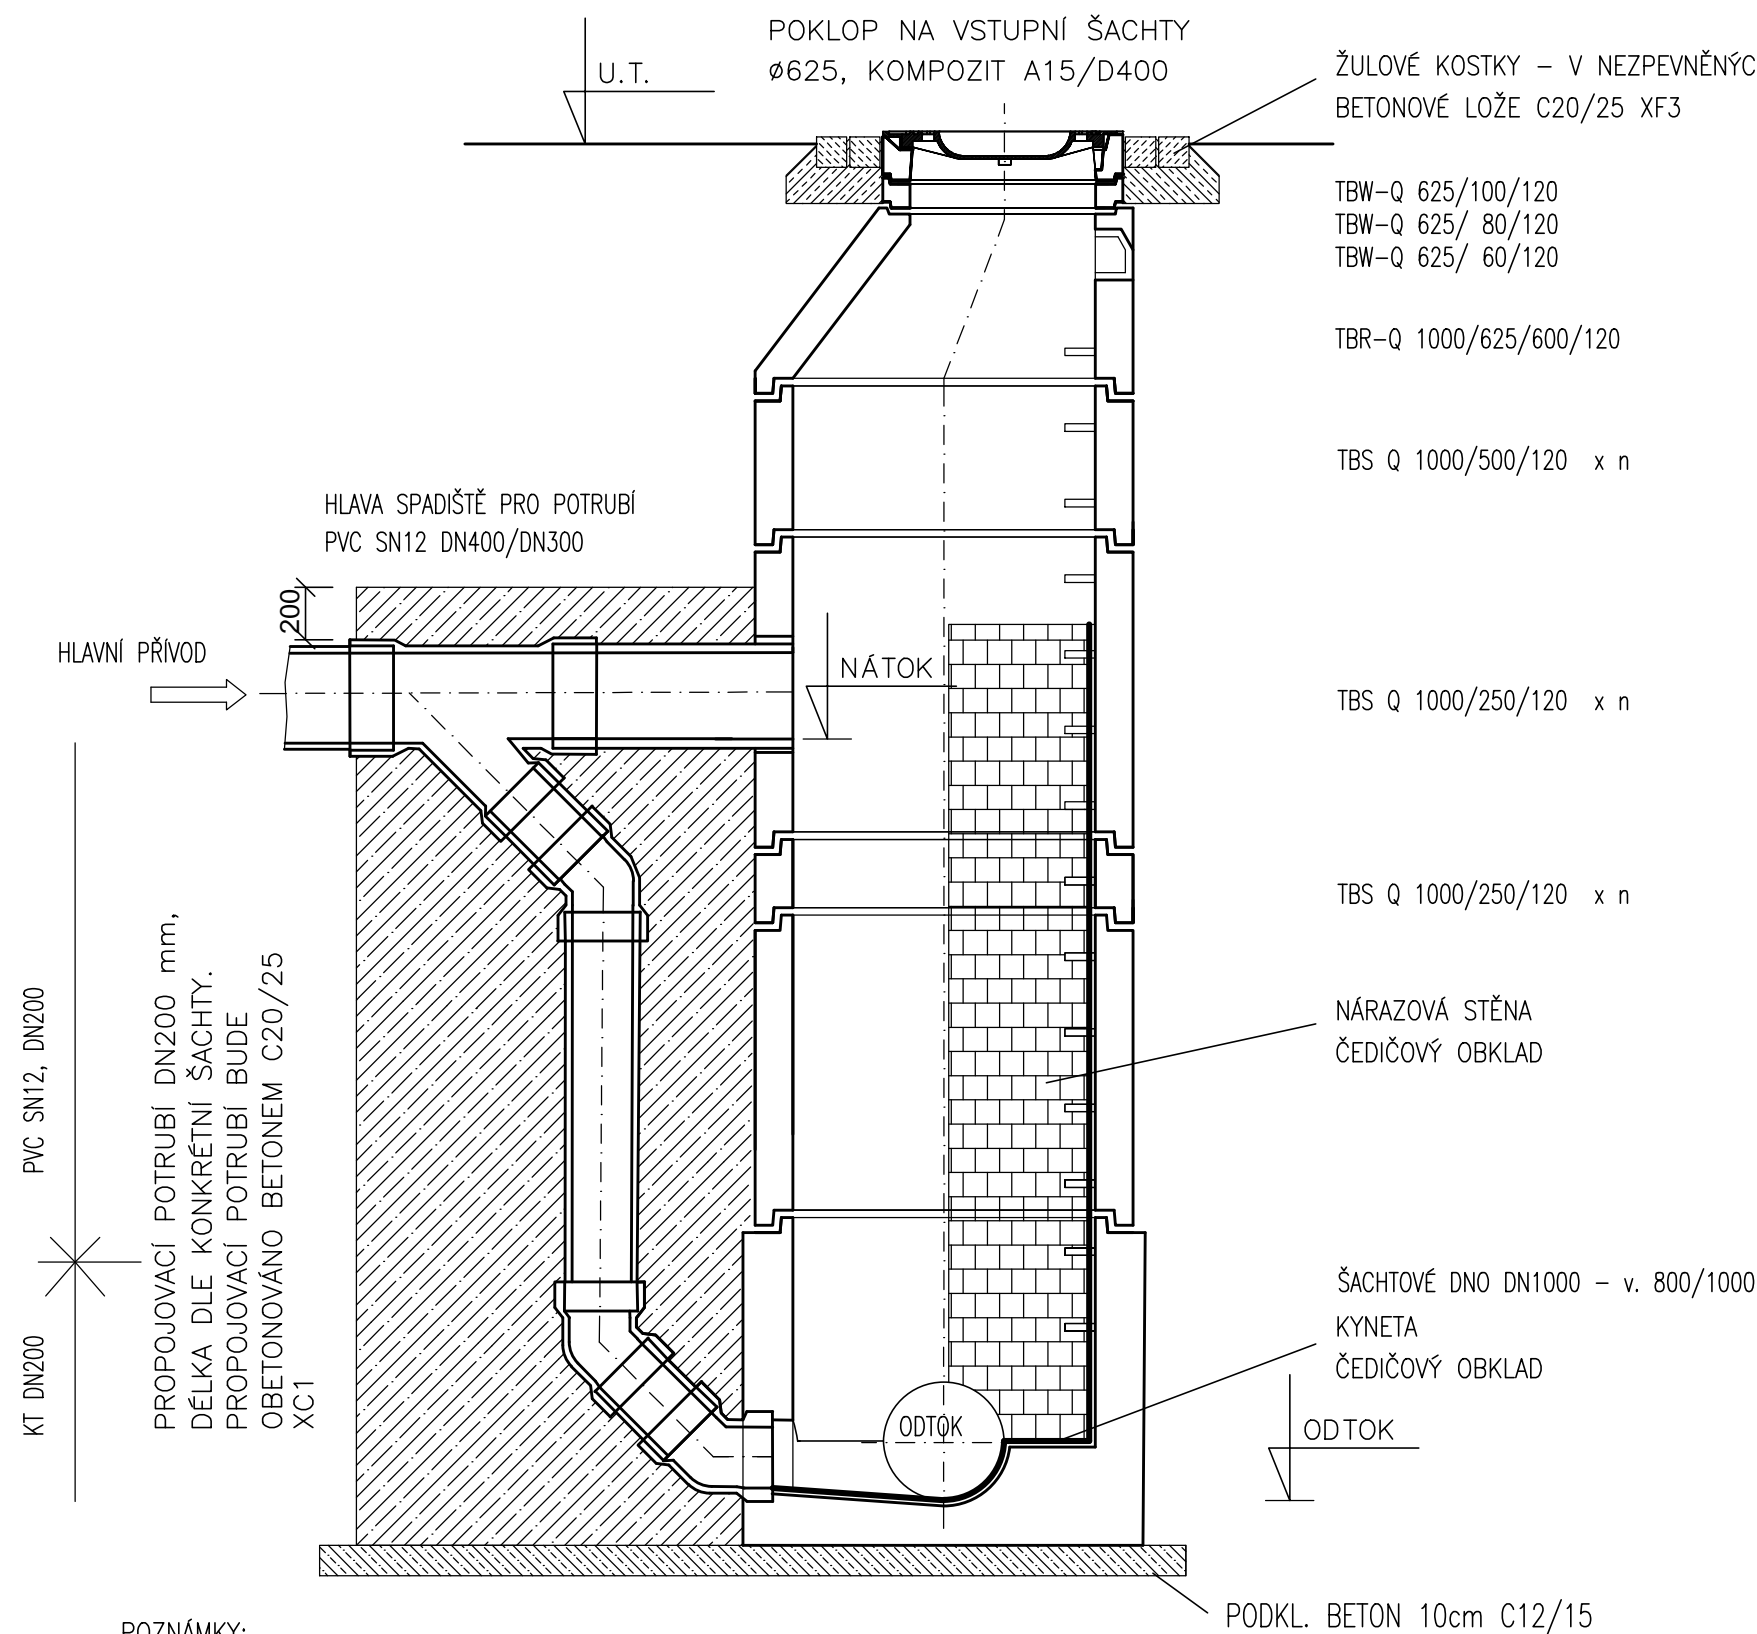 POKLOP NA VSTUPNÍ ŠACHTY
ø625, KOMPOZIT A15/D400
U.T.
ŽULOVÉ KOSTKY – V NEZPEVNĚNÝC
BETONOVÉ LOŽE C20/25 XF3
TBW–Q 625/100/120
TBW–Q 625/ 80/120
TBW–Q 625/ 60/120
TBR–Q 1000/625/600/120
TBS Q 1000/500/120 x n
HLAVA SPADIŠTĚ PRO POTRUBÍ
PVC SN12 DN400/DN300
200
HLAVNÍ PŘÍVOD
NÁTOK
TBS Q 1000/250/120 x n
TBS Q 1000/250/120 x n
NÁRAZOVÁ STĚNA
ČEDIČOVÝ OBKLAD
PVC SN12, DN200
KT DN200
PROPOJOVACÍ POTRUBÍ DN200 mm,
DÉLKA DLE KONKRÉTNÍ ŠACHTY.
PROPOJOVACÍ POTRUBÍ BUDE
OBETONOVÁNO BETONEM C20/25
XC1
ŠACHTOVÉ DNO DN1000 – v. 800/1000
KYNETA
ČEDIČOVÝ OBKLAD
ODTOK
ODTOK
PODKL. BETON 10cm C12/15
POZNÁMKY: